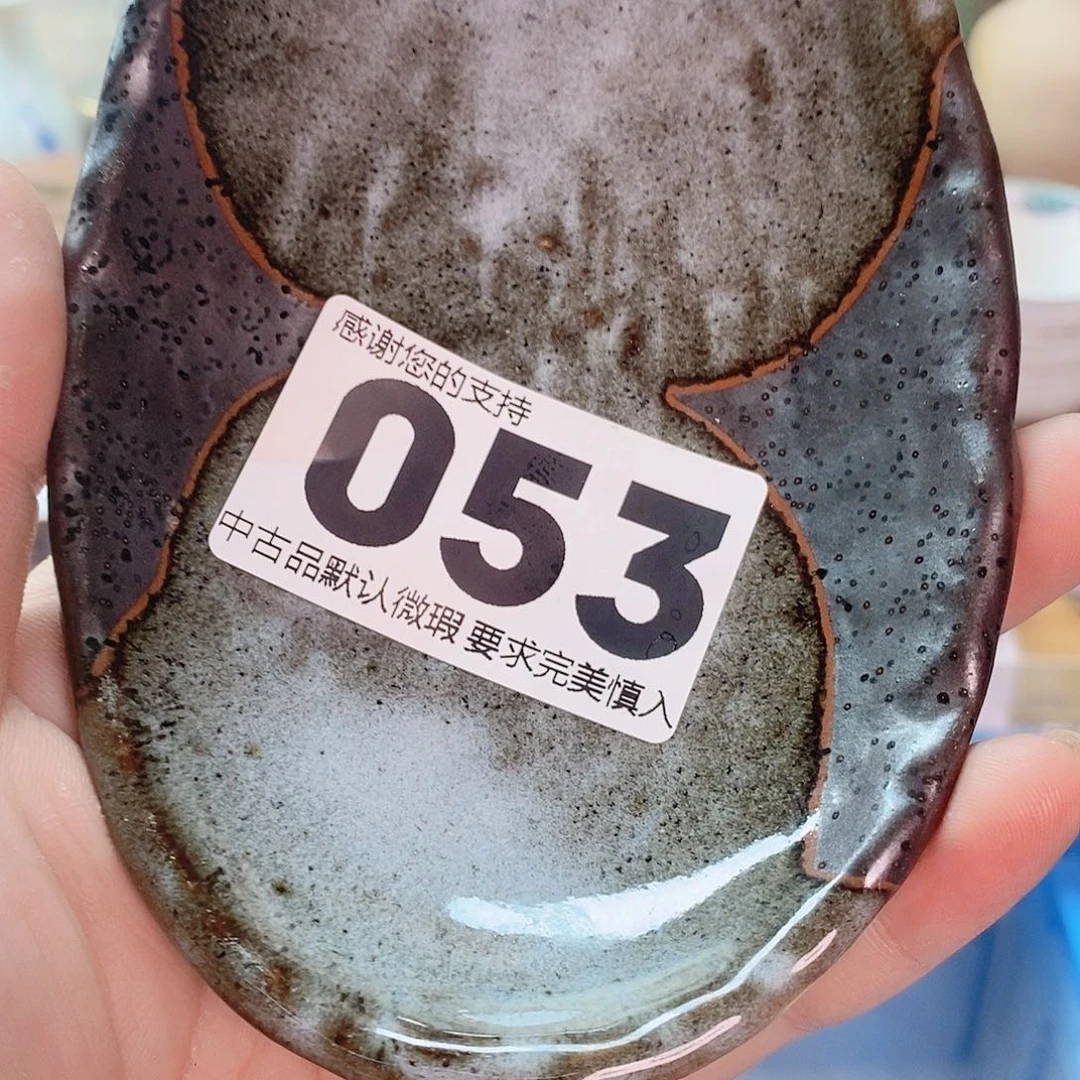 感谢您的支持
053
中古品默认微瑕 要求完美慎入